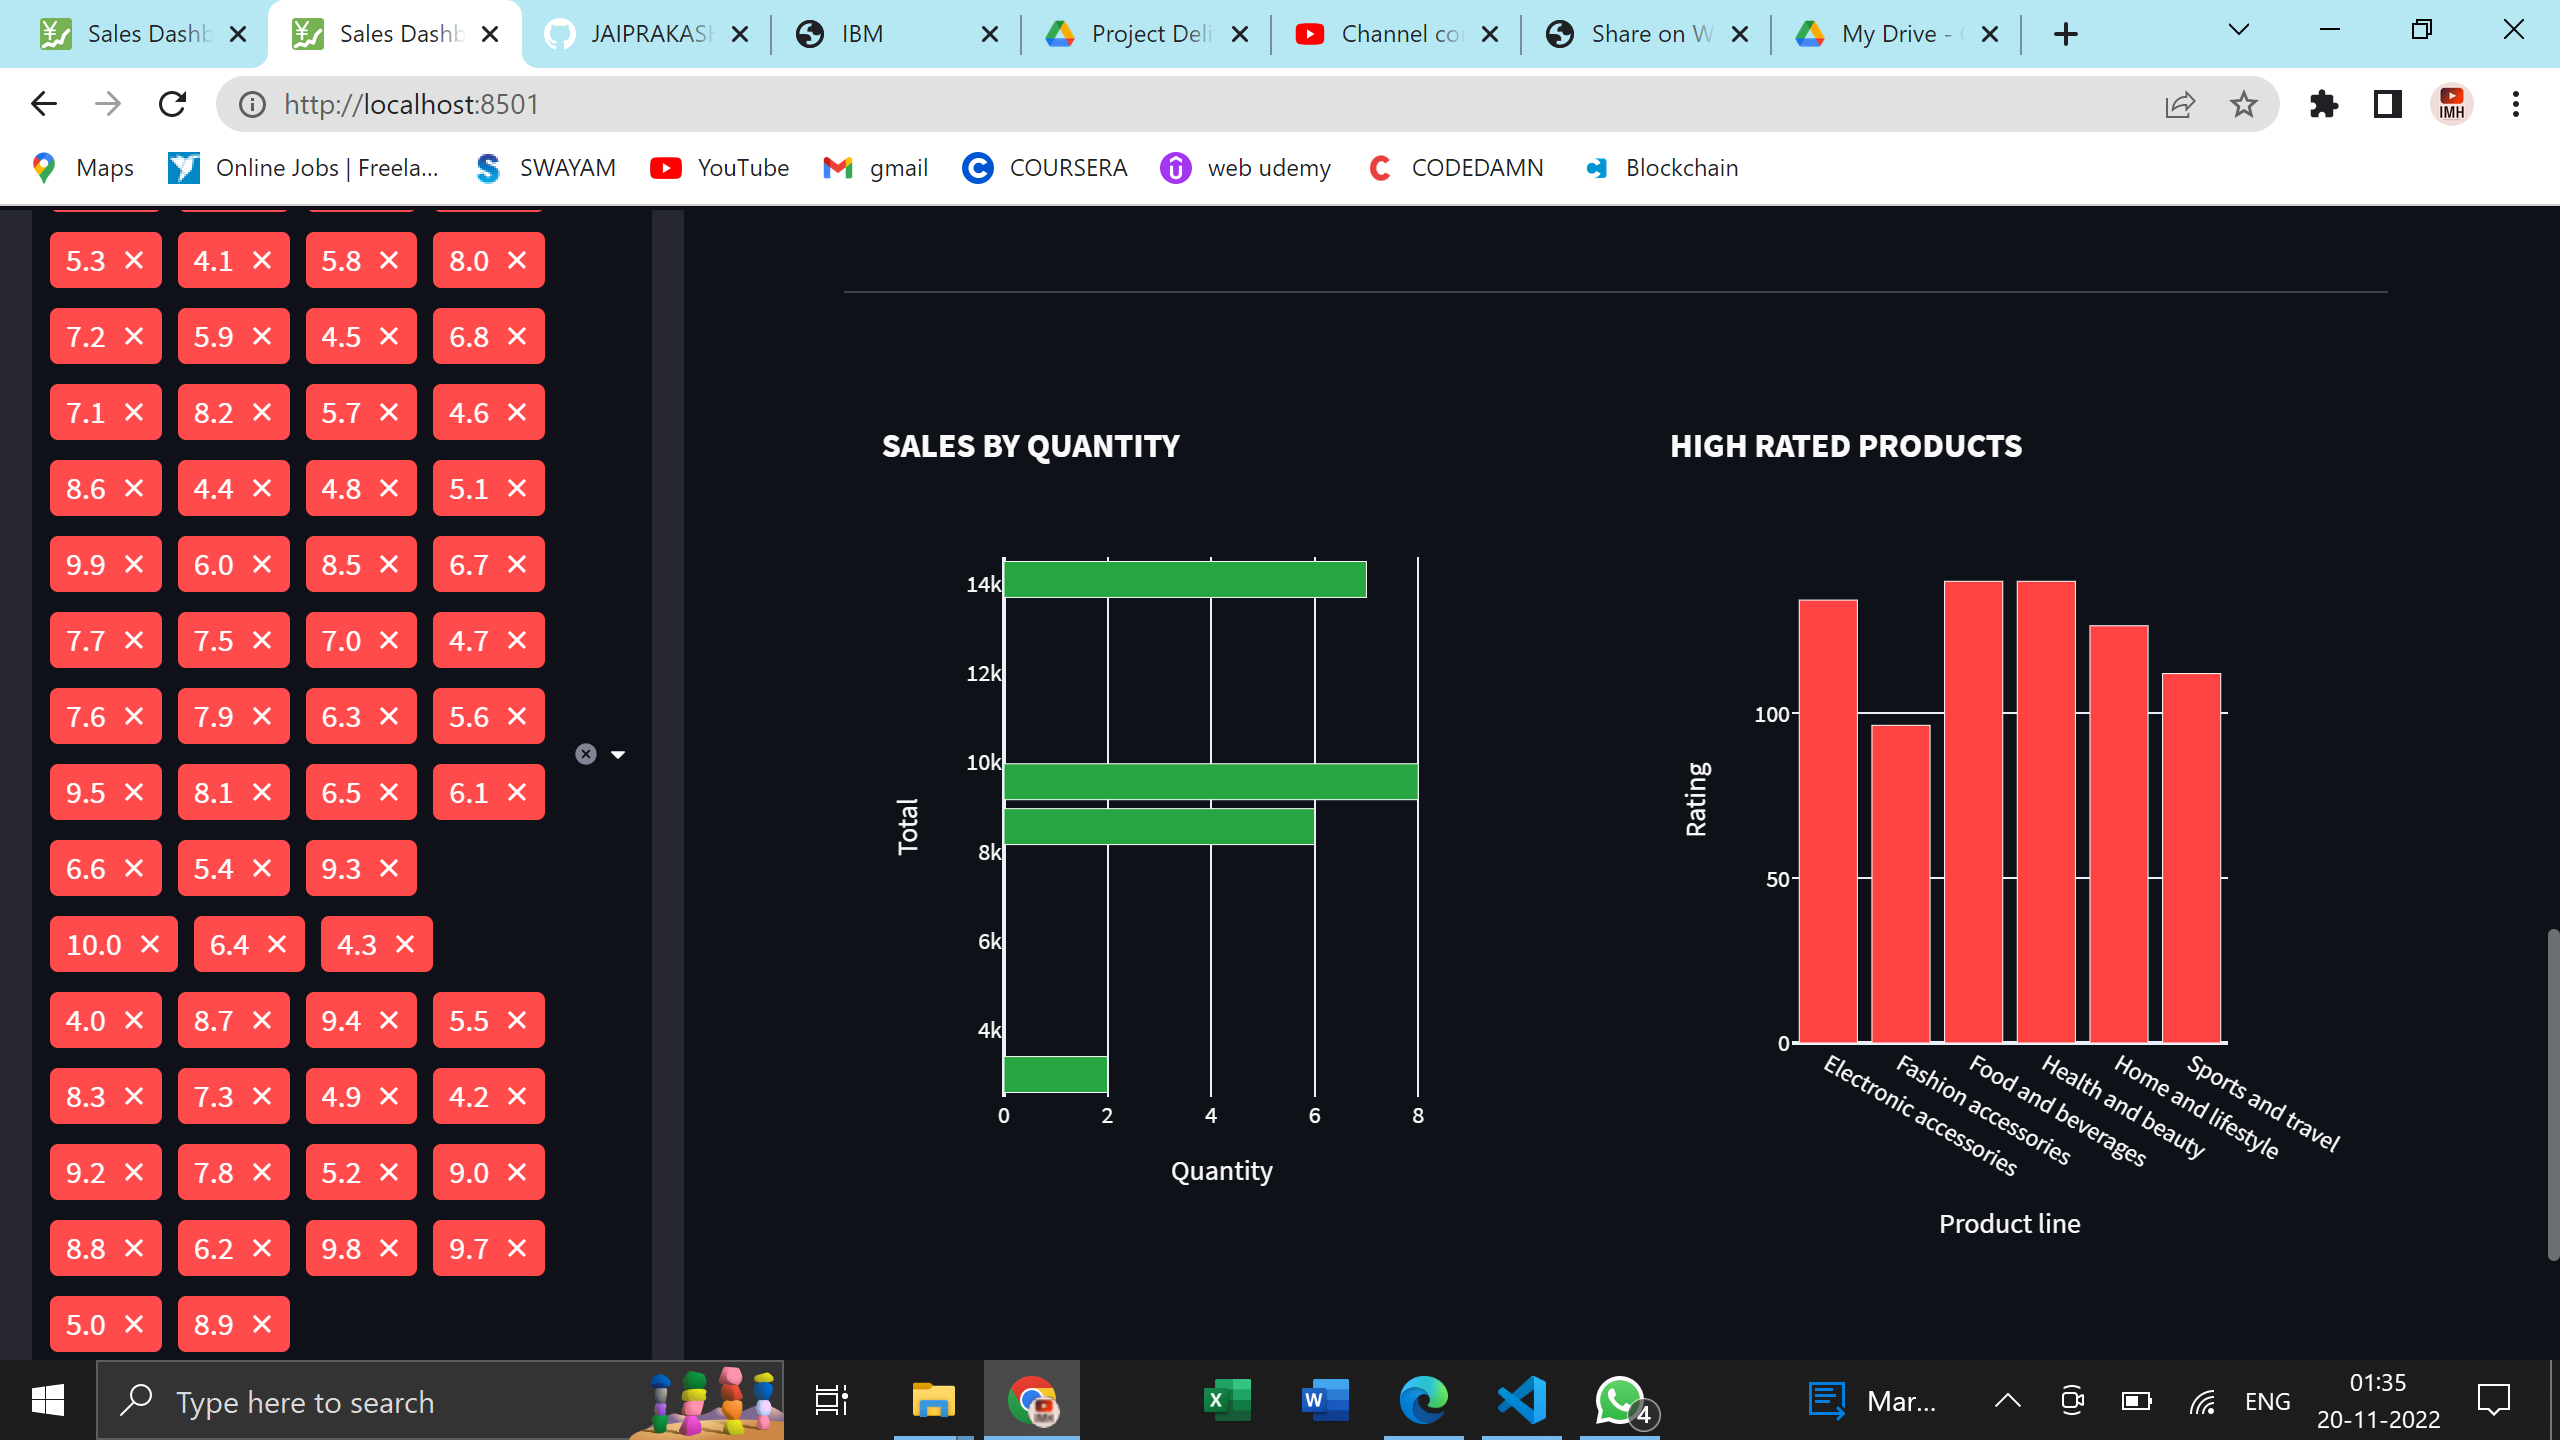 Sales Dashb
Sales Dashb
JAIPRAKASH
IBM
Project Deli
Channel co
Share on W
My Drive -
http://localhost:8501
IMH
Maps
Online Jobs | Freela...
SWAYAM
YouTube
gmail
COURSERA
web udemy
CODEDAMN
Blockchain
5.3 4.1 5.8 8.0
7.2 5.9 4.5 6.8
7.1 8.2 5.7 4.6
8.6 4.4 4.8 5.1
9.9 6.0 8.5 6.7
7.7 7.5 7.0 4.7
7.6 7.9 6.3 5.6
9.5 8.1 6.5 6.1
6.6 5.4 9.3
10.0 6.4 4.3
4.0 8.7 9.4 5.5
8.3 7.3 4.9 4.2
9.2 7.8 5.2 9.0
8.8 6.2 9.8 9.7
5.0 8.9
SALES BY QUANTITY
14k
12k
10k
8k
6k
4k
Total
0 2 4 6 8
Quantity
HIGH RATED PRODUCTS
100
50
0
Rating
Electronic accessories
Fashion accessories
Food and beverages
Health and beauty
Home and lifestyle
Sports and travel
Product line
Type here to search
4
Mar...
ENG
01:35
20-11-2022